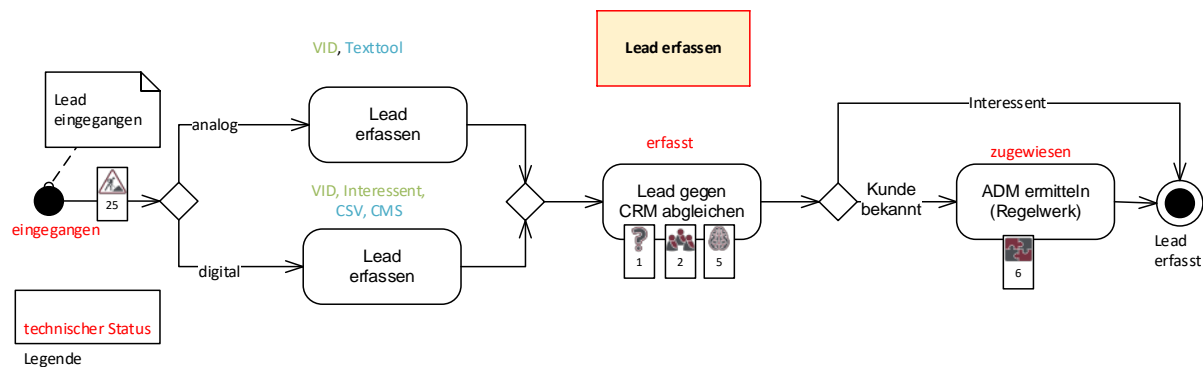 VID, Texttool
Lead erfassen
Lead
eingegangen
analog
Lead
erfassen
Interessent
erfasst
zugewiesen
25
VID, Interessent,
CSV, CMS
Lead gegen
CRM abgleichen
Kunde
bekannt
ADM ermitteln
(Regelwerk)
eingegangen
digital
Lead
erfassen
1
2
5
6
Lead
erfasst
technischer Status
Legende